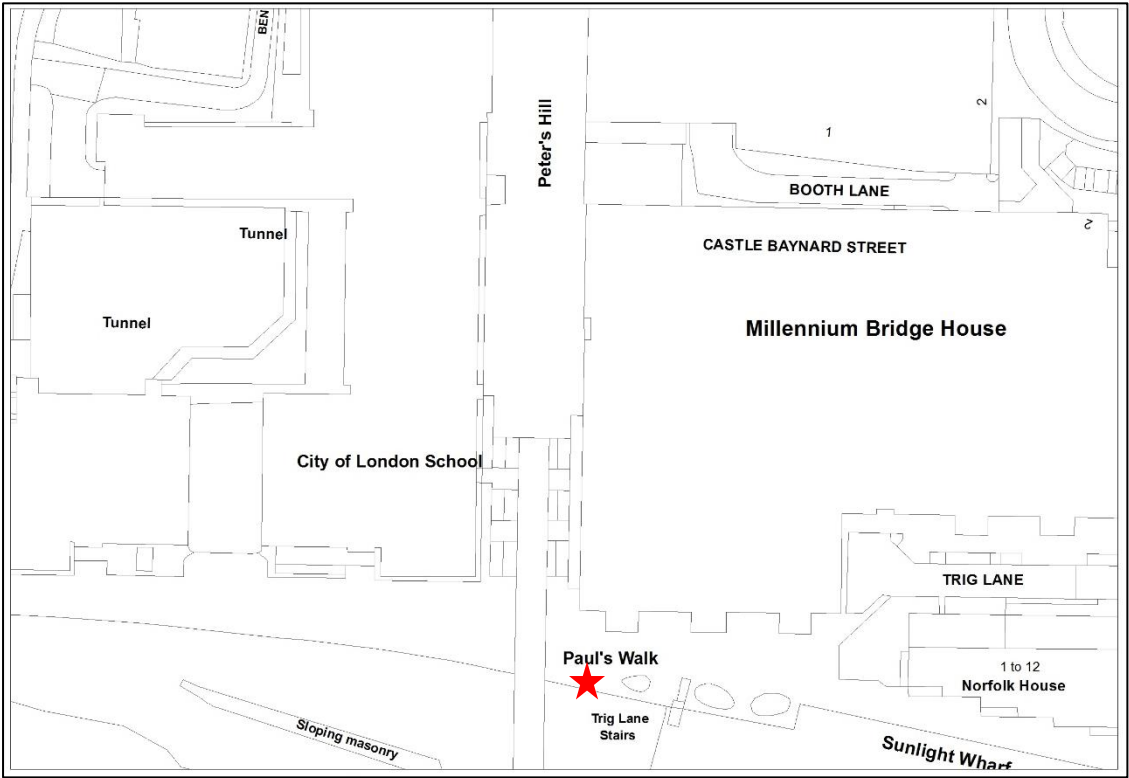 BEN
Peter's Hill
2
1
BOOTH LANE
Tunnel
CASTLE BAYNARD STREET
2
Tunnel
Millennium Bridge House
City of London School
TRIG LANE
Paul's Walk
1 to 12
Norfolk House
Trig Lane
Stairs
Sloping masonry
Sunlight Wharf